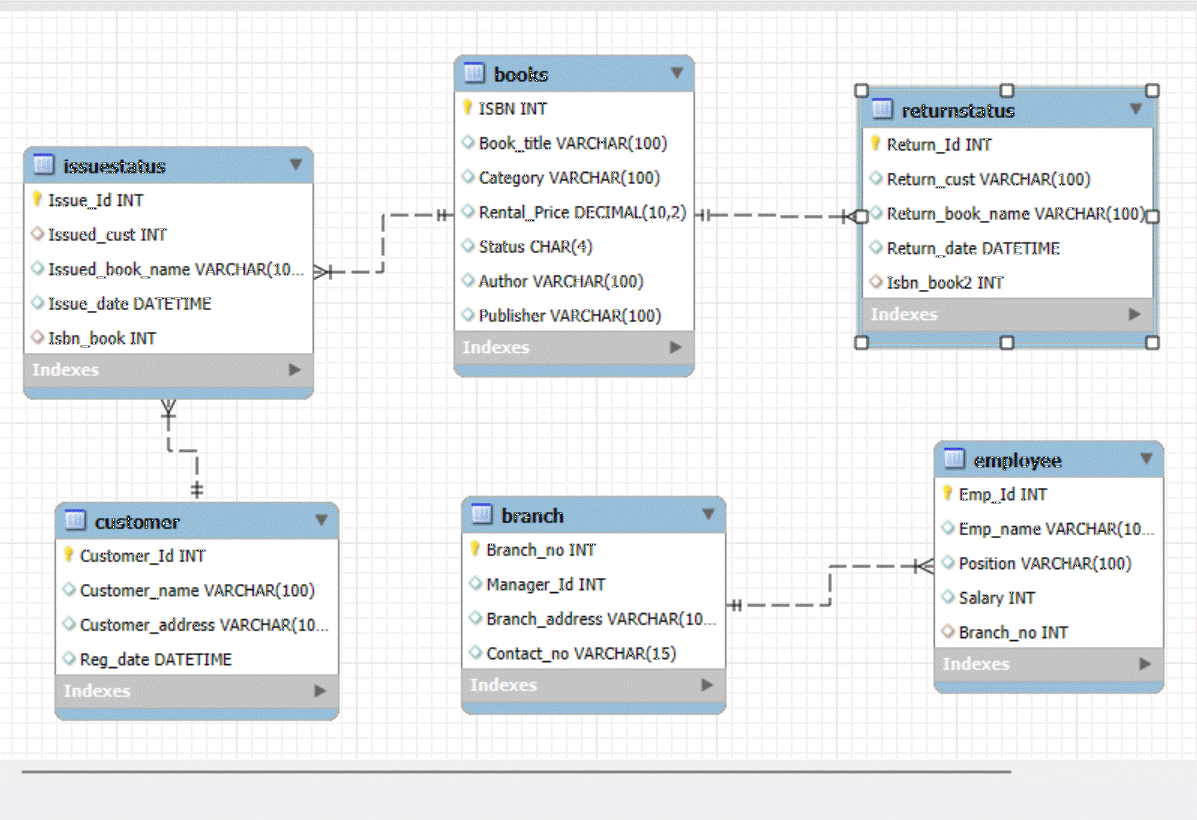 books
ISBN INT
Book_title VARCHAR(100)
Category VARCHAR(100)
Rental_Price DECIMAL(10,2)
Status CHAR(4)
Author VARCHAR(100)
Publisher VARCHAR(100)
Indexes
returnstatus
Return_Id INT
Return_cust VARCHAR(100)
Return_book_name VARCHAR(100)
Return_date DATETIME
Isbn_book2 INT
Indexes
issuestatus
Issue_Id INT
Issued_cust INT
Issued_book_name VARCHAR(10...
Issue_date DATETIME
Isbn_book INT
Indexes
customer
Customer_Id INT
Customer_name VARCHAR(100)
Customer_address VARCHAR(10...
Reg_date DATETIME
Indexes
branch
Branch_no INT
Manager_Id INT
Branch_address VARCHAR(10...
Contact_no VARCHAR(15)
Indexes
employee
Emp_Id INT
Emp_name VARCHAR(10...
Position VARCHAR(100)
Salary INT
Branch_no INT
Indexes